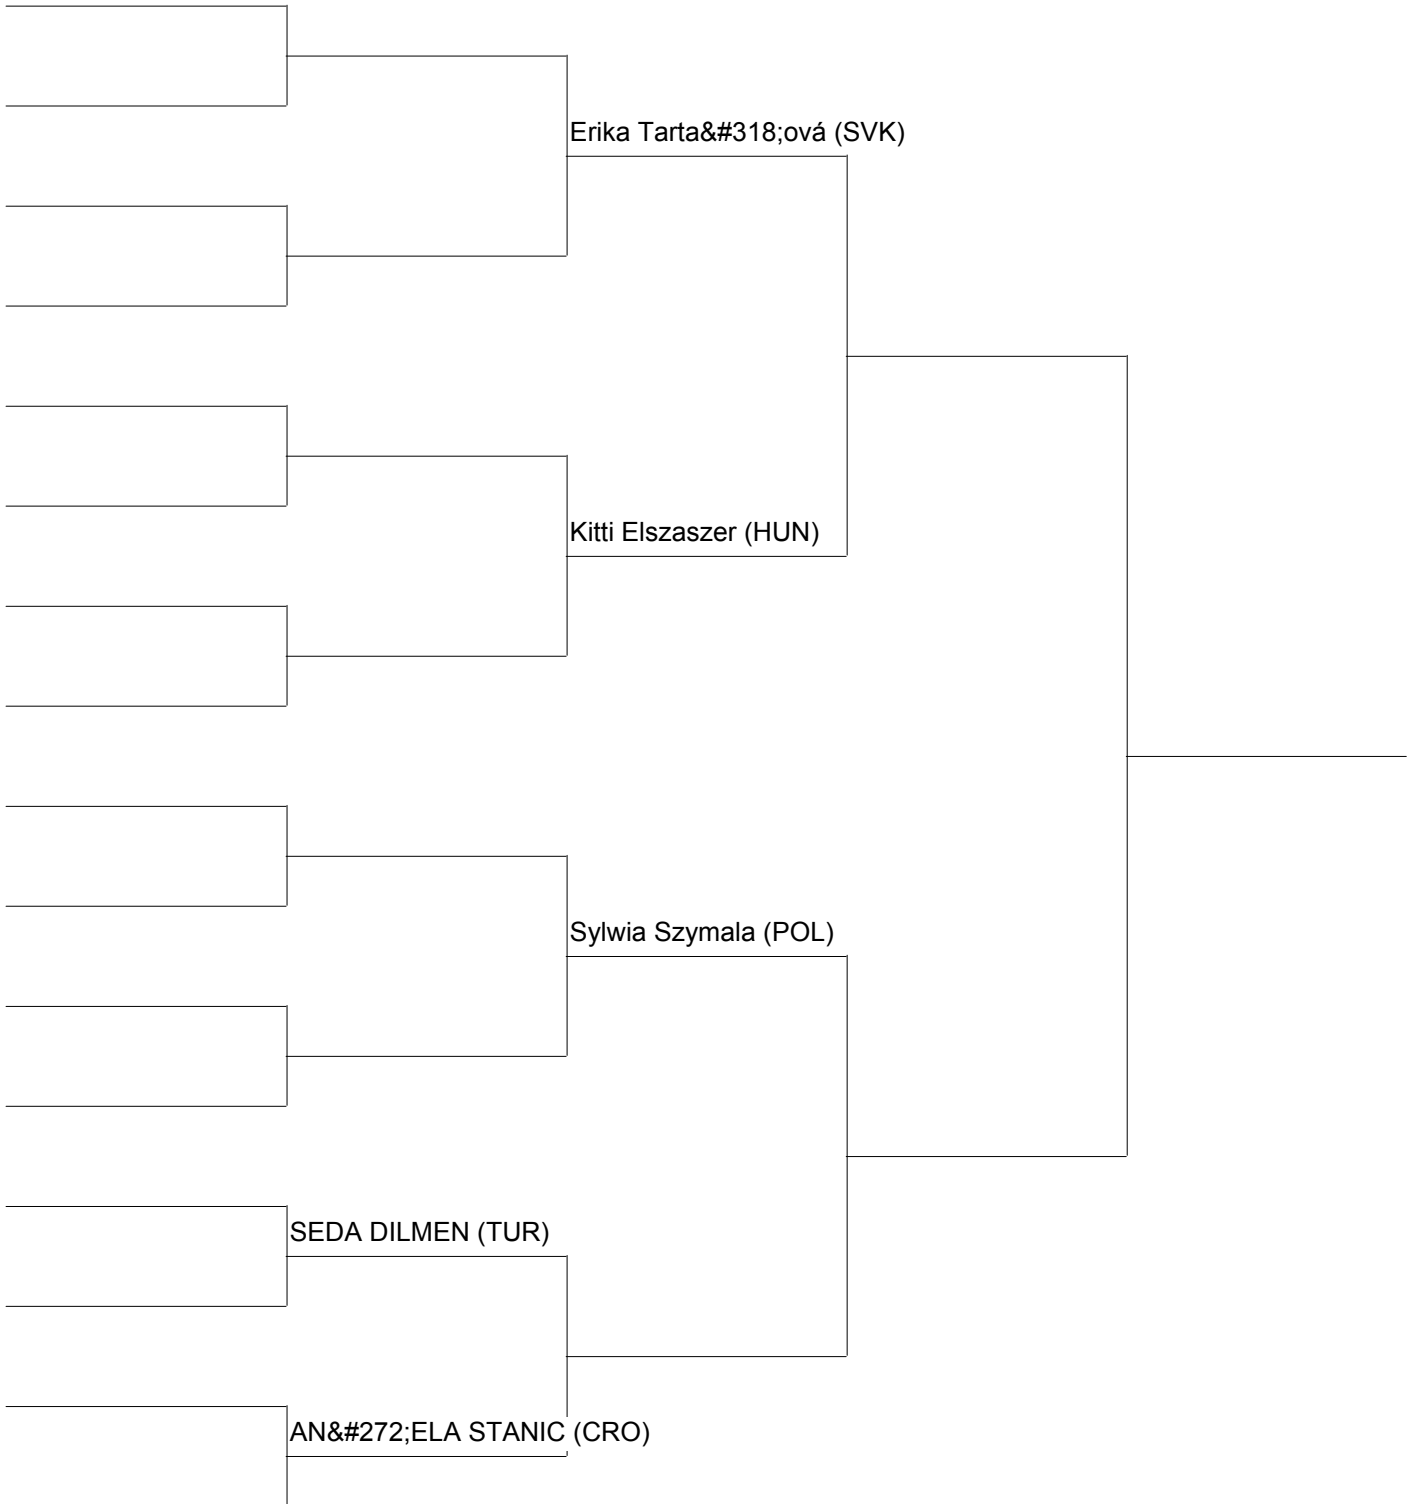 Erika Tarta&#318;ová (SVK)
Kitti Elszaszer (HUN)
Sylwia Szymala (POL)
SEDA DILMEN (TUR)
AN&#272;ELA STANIC (CRO)